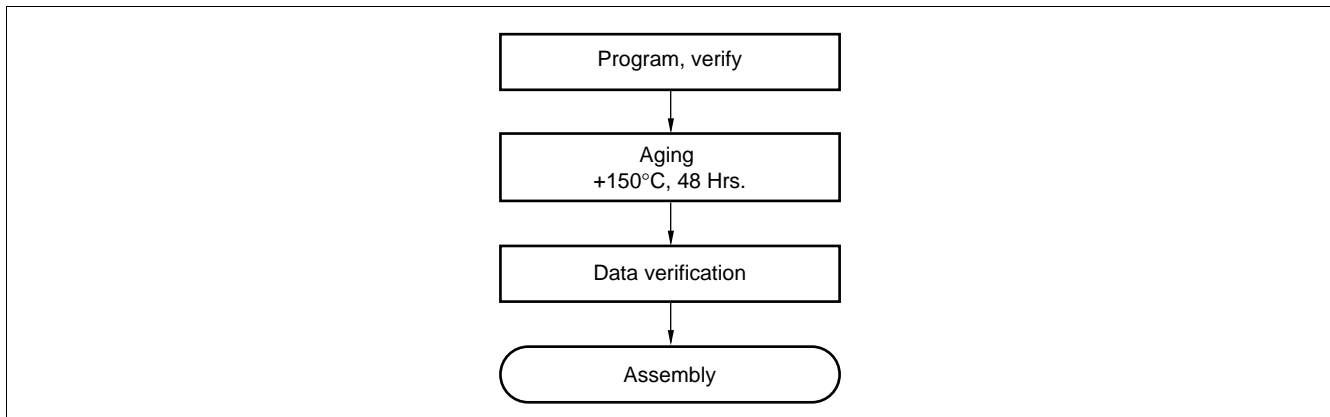 Program, verify
Aging
+150°C, 48 Hrs.
Data verification
Assembly